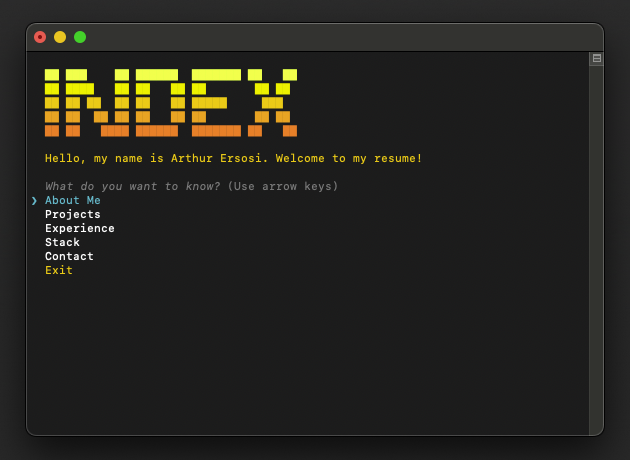 INDEX
Hello, my name is Arthur Ersosi. Welcome to my resume!
What do you want to know? (Use arrow keys)
❯ About Me
Projects
Experience
Stack
Contact
Exit